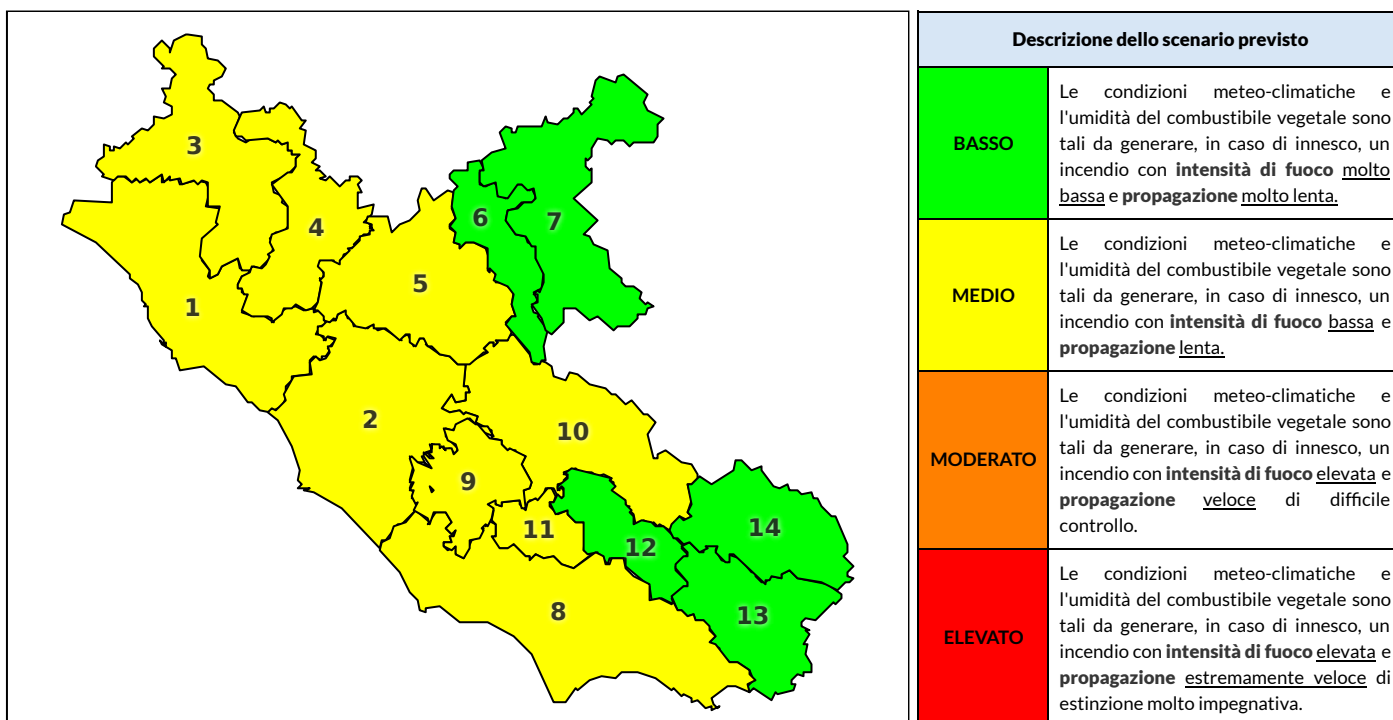 3
6
7
4
5
1
2
10
9
11
12
14
8
13
Descrizione dello scenario previsto
BASSO
Le condizioni meteo-climatiche e
l'umidità del combustibile vegetale sono
tali da generare, in caso di innesco, un
incendio con intensità di fuoco molto
bassa e propagazione molto lenta.
MEDIO
Le condizioni meteo-climatiche e
l'umidità del combustibile vegetale sono
tali da generare, in caso di innesco, un
incendio con intensità di fuoco bassa e
propagazione lenta.
MODERATO
Le condizioni meteo-climatiche e
l'umidità del combustibile vegetale sono
tali da generare, in caso di innesco, un
incendio con intensità di fuoco elevata e
propagazione veloce di difficile
controllo.
ELEVATO
Le condizioni meteo-climatiche e
l'umidità del combustibile vegetale sono
tali da generare, in caso di innesco, un
incendio con intensità di fuoco elevata e
propagazione estremamente veloce di
estinzione molto impegnativa.